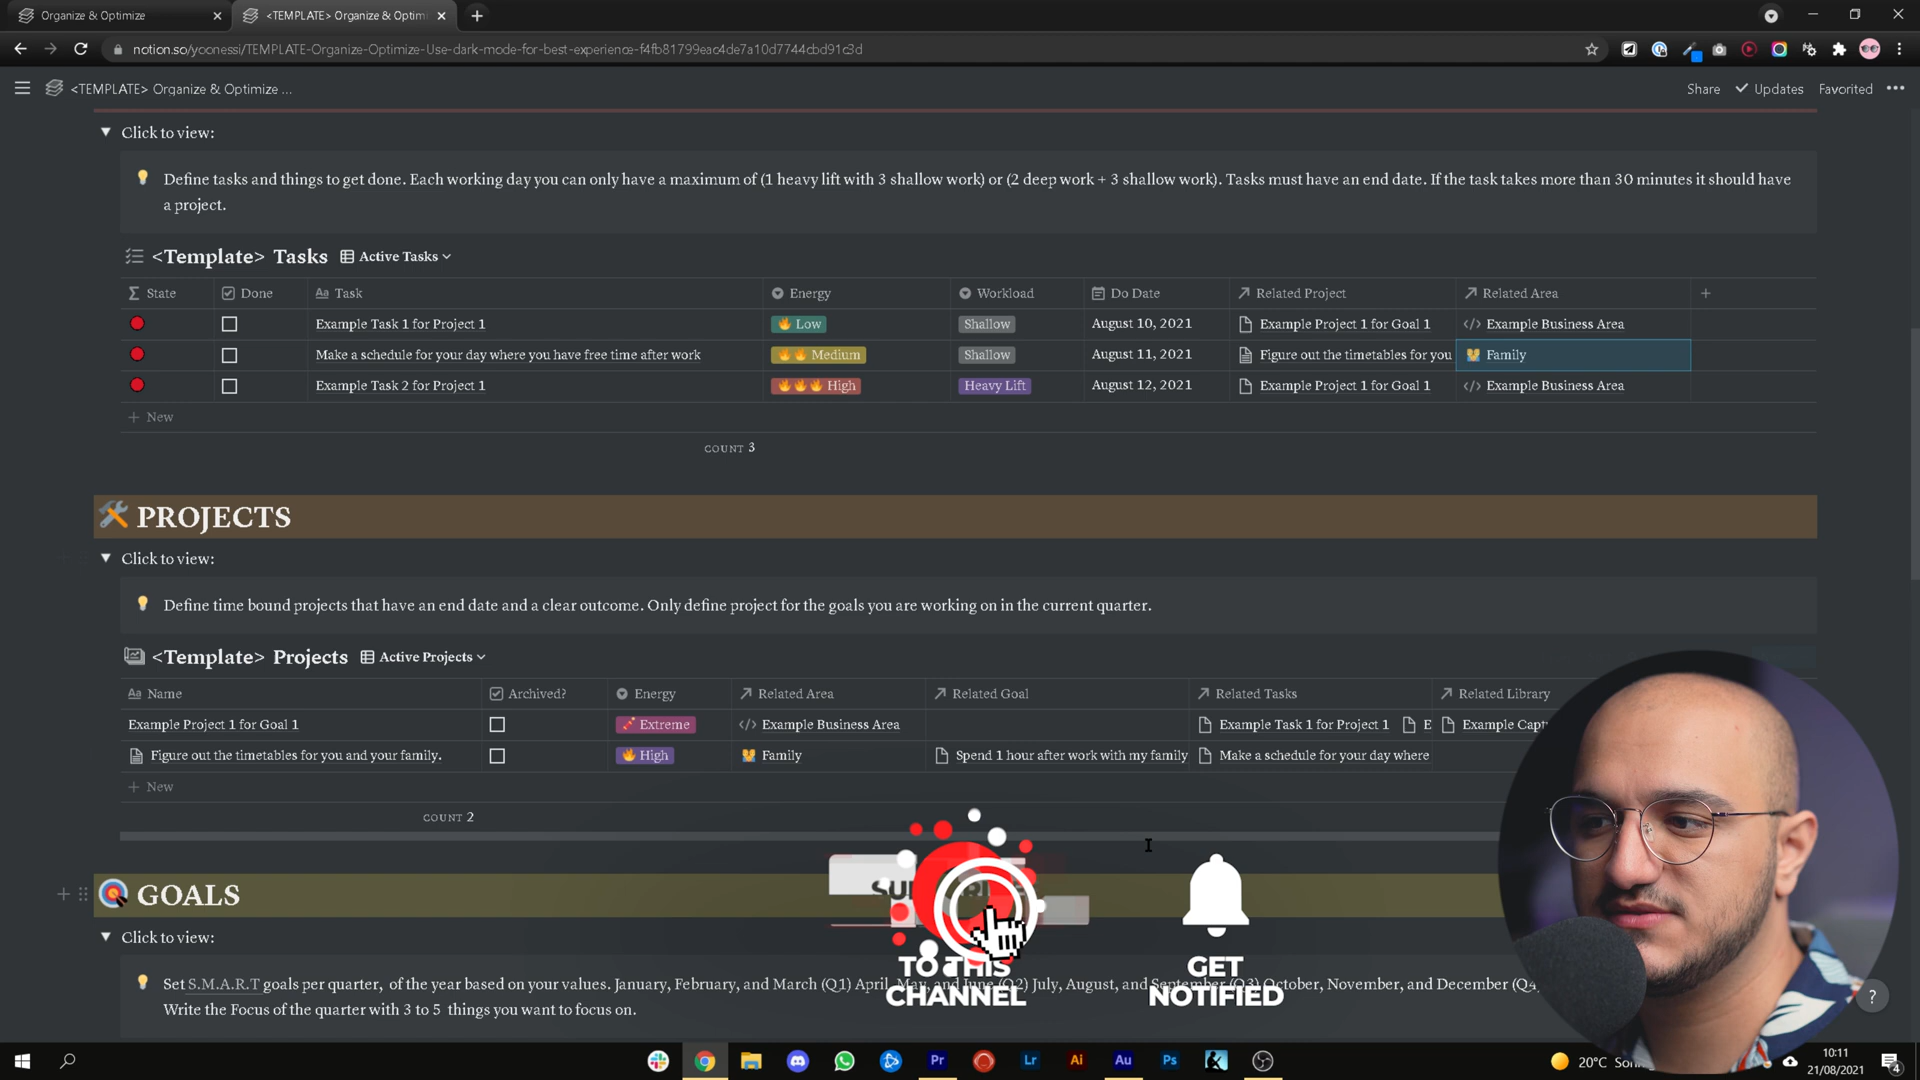 Organize & Optimize
<TEMPLATE> Organize & Optim
notion.so/yoonessi/TEMPLATE-Organize-Optimize-Use-dark-mode-for-best-experience-f4fb81799eac4de7a10d7744cbd91c3d
<TEMPLATE> Organize & Optimize ...
Share
Updates
Favorited
Click to view:
Define tasks and things to get done. Each working day you can only have a maximum of (1 heavy lift with 3 shallow work) or (2 deep work + 3 shallow work). Tasks must have an end date. If the task takes more than 30 minutes it should have
a project.
<Template> Tasks Active Tasks
State Done Aa Task Energy Workload Do Date Related Project Related Area
Example Task 1 for Project 1 Low Shallow August 10, 2021 Example Project 1 for Goal 1 Example Business Area
Make a schedule for your day where you have free time after work Medium Shallow August 11, 2021 Figure out the timetables for you Family
Example Task 2 for Project 1 High Heavy Lift August 12, 2021 Example Project 1 for Goal 1 Example Business Area
+ New
COUNT 3
PROJECTS
Click to view:
Define time bound projects that have an end date and a clear outcome. Only define project for the goals you are working on in the current quarter.
<Template> Projects Active Projects
Aa Name Archived? Energy Related Area Related Goal Related Tasks Related Library
Example Project 1 for Goal 1 Extreme Example Business Area Example Task 1 for Project 1 E Example Capt
Figure out the timetables for you and your family. High Family Spend 1 hour after work with my family Make a schedule for your day where
+ New
COUNT 2
GOALS
Click to view:
Set S.M.A.R.T goals per quarter, of the year based on your values. January, February, and March (Q1) April, May, and June (Q2) July, August, and September (Q3) October, November, and December (Q4
Write the Focus of the quarter with 3 to 5 things you want to focus on.
TO THIS
CHANNEL
GET
NOTIFIED
?
Pr
Lr
Ai
Au
Ps
20°C
10:11
21/08/2021
4